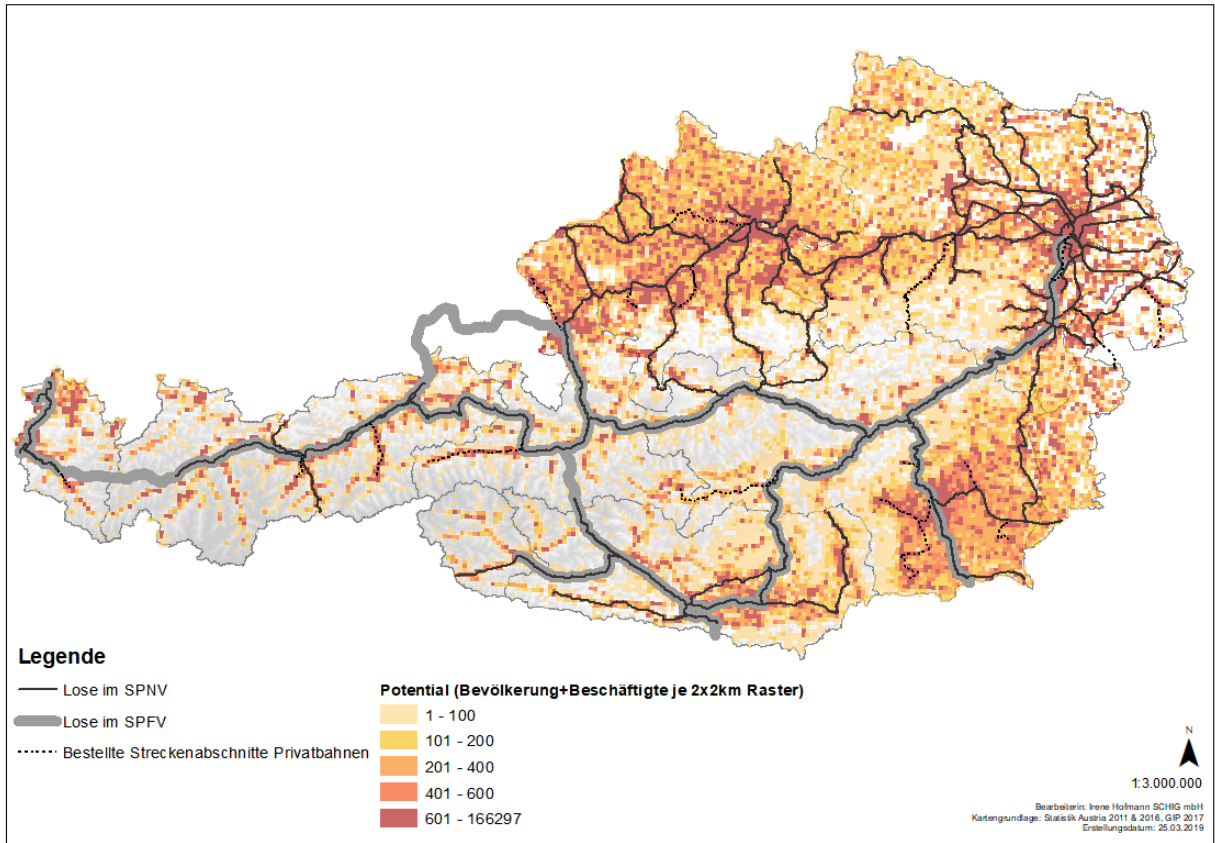 Legende
Lose im SPNV
Lose im SPFV
Bestellte Streckenabschnitte Privatbahnen
Potential (Bevölkerung+Beschäftigte je 2x2km Raster)
1 - 100
101 - 200
201 - 400
401 - 600
601 - 166297
N
1:3.000.000
Bearbeiterin: Irene Hofmann SCHIG mbH
Kartengrundlage: Statistik Austria 2011 & 2016, GIP 2017
Erstellungsdatum: 25.03.2019